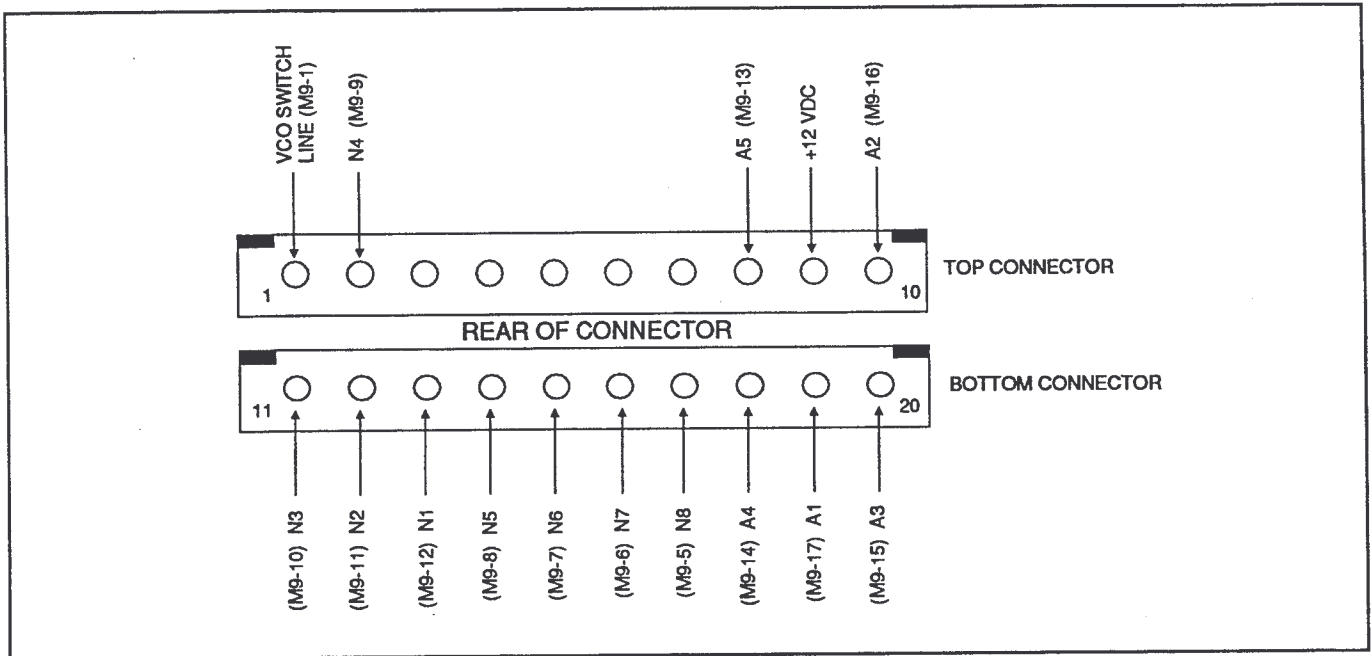 VCO SWITCH
LINE (M9-1)
N4 (M9-9)
A5 (M9-13)
+12 VDC
A2 (M9-16)
1
10
TOP CONNECTOR
REAR OF CONNECTOR
11
20
BOTTOM CONNECTOR
(M9-10) N3
(M9-11) N2
(M9-12) N1
(M9-8) N5
(M9-7) N6
(M9-6) N7
(M9-5) N8
(M9-14) A4
(M9-17) A1
(M9-15) A3